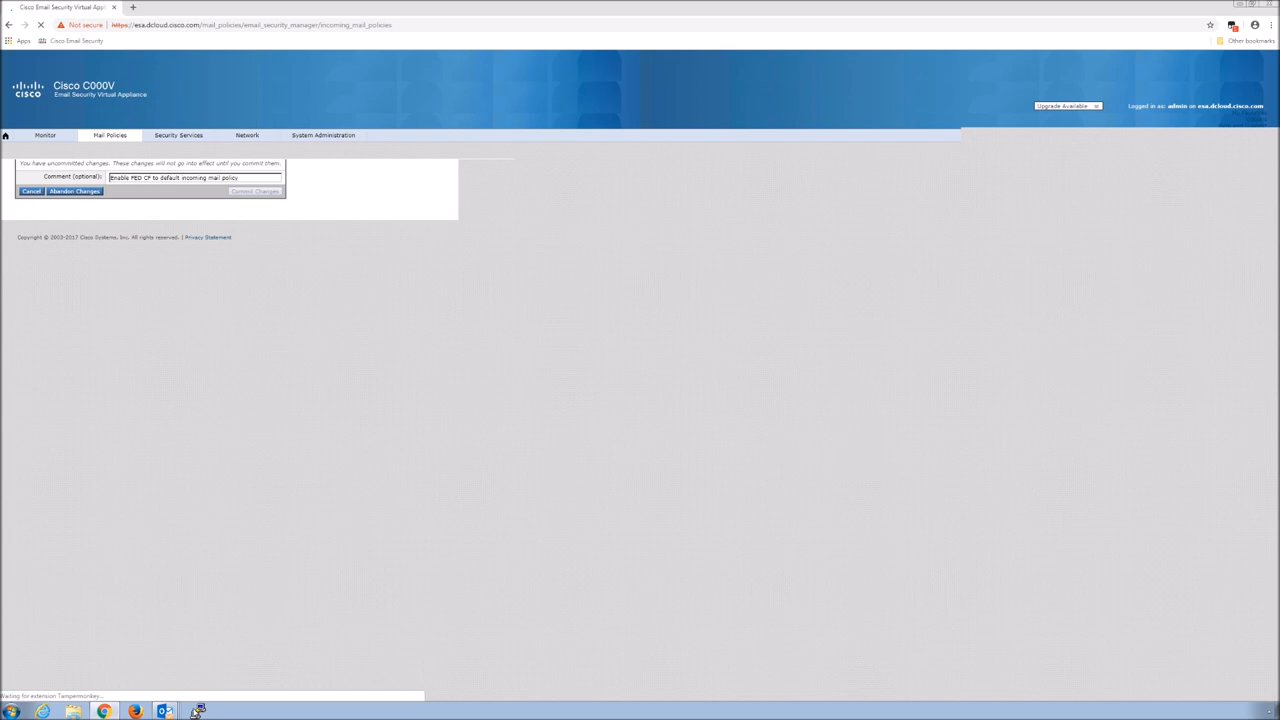 Cisco Email Security Virtual Appl
Not secure | https://esa.dcloud.cisco.com/mail_policies/email_security_manager/incoming_mail_policies
Apps Cisco Email Security Other bookmarks
CISCO
Cisco C000V
Email Security Virtual Appliance
Upgrade Available
Logged in as: admin on esa.dcloud.cisco.com
Monitor Mail Policies Security Services Network System Administration
You have uncommitted changes. These changes will not go into effect until you commit them.
Comment (optional): Enable FED CF to default incoming mail policy
Cancel Abandon Changes Commit Changes
Copyright © 2003-2017 Cisco Systems, Inc. All rights reserved. | Privacy Statement
Waiting for extension Tampermonkey...